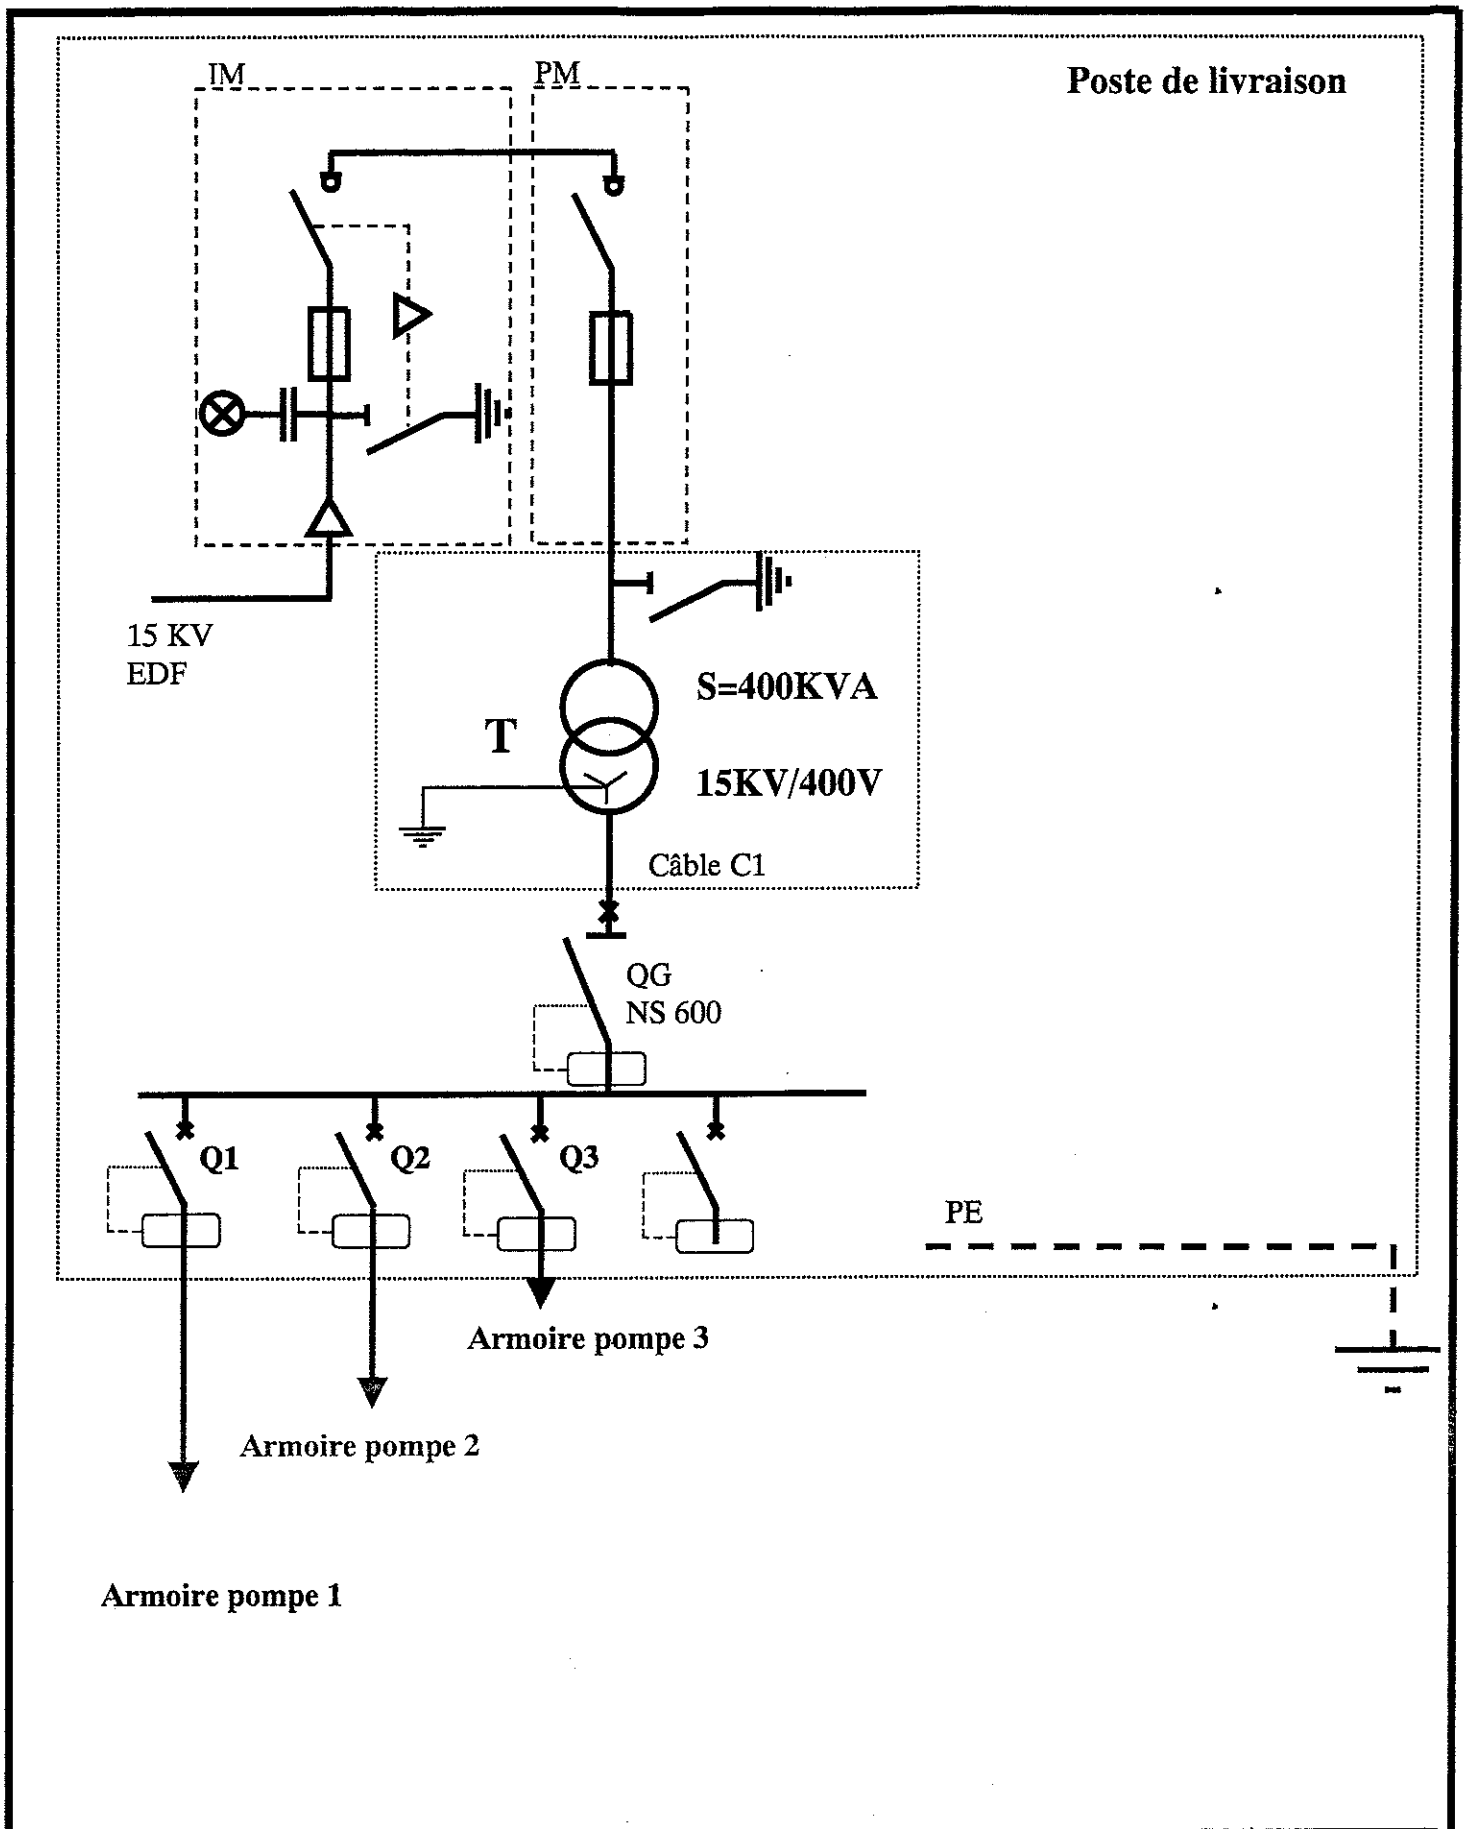 IM
PM
Poste de livraison
15 KV
EDF
S=400KVA
T
15KV/400V
Câble C1
QG
NS 600
Q1
Q2
Q3
PE
Armoire pompe 3
Armoire pompe 2
Armoire pompe 1